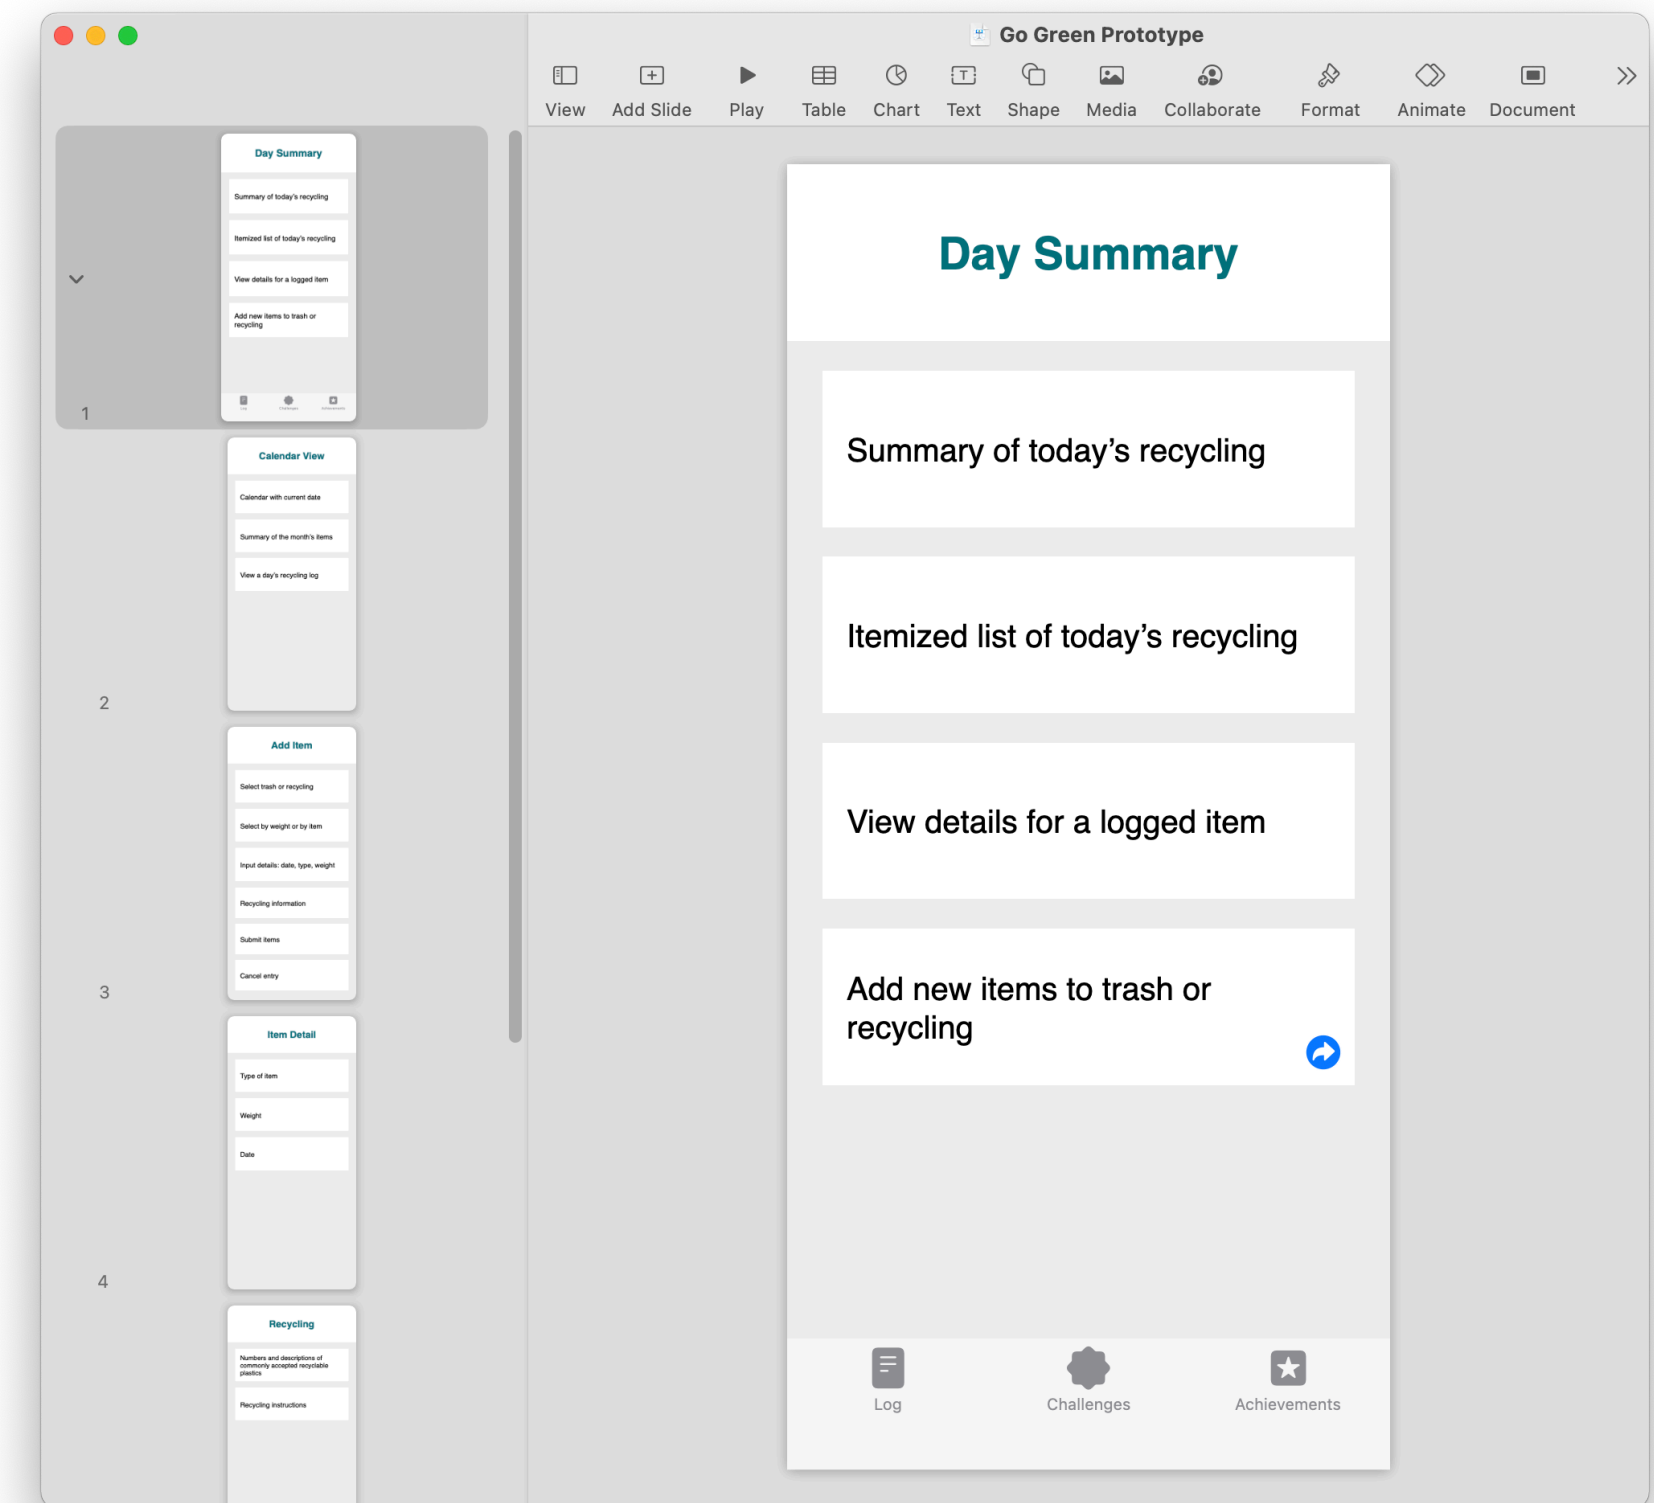 Go Green Prototype
View
Add Slide
Play
Table
Chart
Text
Shape
Media
Collaborate
Format
Animate
Document
Day Summary
Summary of today's recycling
Itemized list of today's recycling
View details for a logged item
Add new items to trash or
recycling
Log
Challenges
Achievements
1
Calendar View
Calendar with current date
Summary of the month's items
View a day's recycling log
2
Add Item
Select trash or recycling
Select by weight or by item
Input details: date, type, weight
Recycling information
Submit items
Cancel entry
3
Item Detail
Type of item
Weight
Date
4
Recycling
Numbers and descriptions of
commonly accepted recyclable
plastics
Recycling instructions
Day Summary
Summary of today’s recycling
Itemized list of today’s recycling
View details for a logged item
Add new items to trash or
recycling
Log
Challenges
Achievements